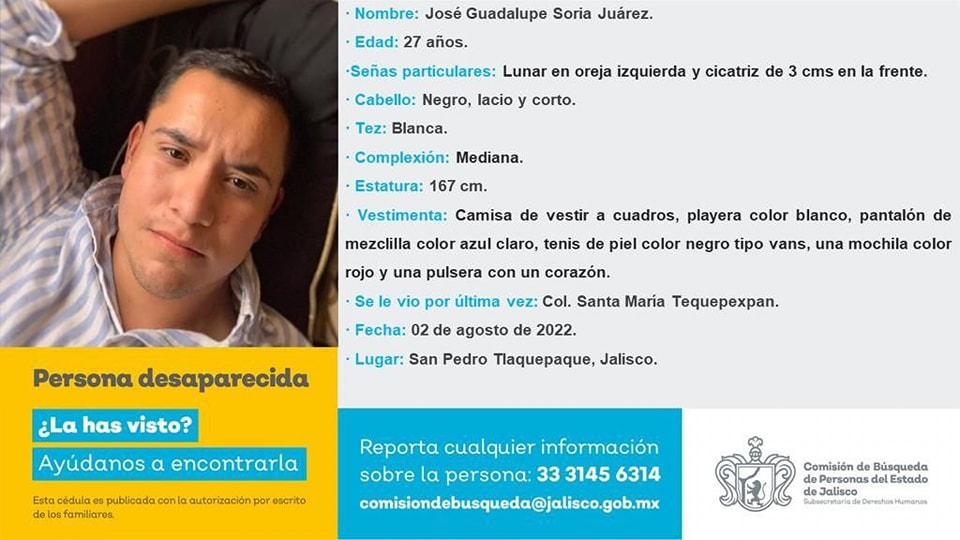 · Nombre: José Guadalupe Soria Juárez.
· Edad: 27 años.
·Señas particulares: Lunar en oreja izquierda y cicatriz de 3 cms en la frente.
· Cabello: Negro, lacio y corto.
· Tez: Blanca.
· Complexión: Mediana.
· Estatura: 167 cm.
· Vestimenta: Camisa de vestir a cuadros, playera color blanco, pantalón de
mezclilla color azul claro, tenis de piel color negro tipo vans, una mochila color
rojo y una pulsera con un corazón.
· Se le vio por última vez: Col. Santa María Tequepexpan.
· Fecha: 02 de agosto de 2022.
· Lugar: San Pedro Tlaquepaque, Jalisco.
Persona desaparecida
¿La has visto?
Ayúdanos a encontrarla
Esta cédula es publicada con la autorización por escrito
de los familiares.
Reporta cualquier información
sobre la persona: 33 3145 6314
comisiondebusqueda@jalisco.gob.mx
Comisión de Búsqueda
de Personas del Estado
de Jalisco
Subsecretaría de Derechos Humanos